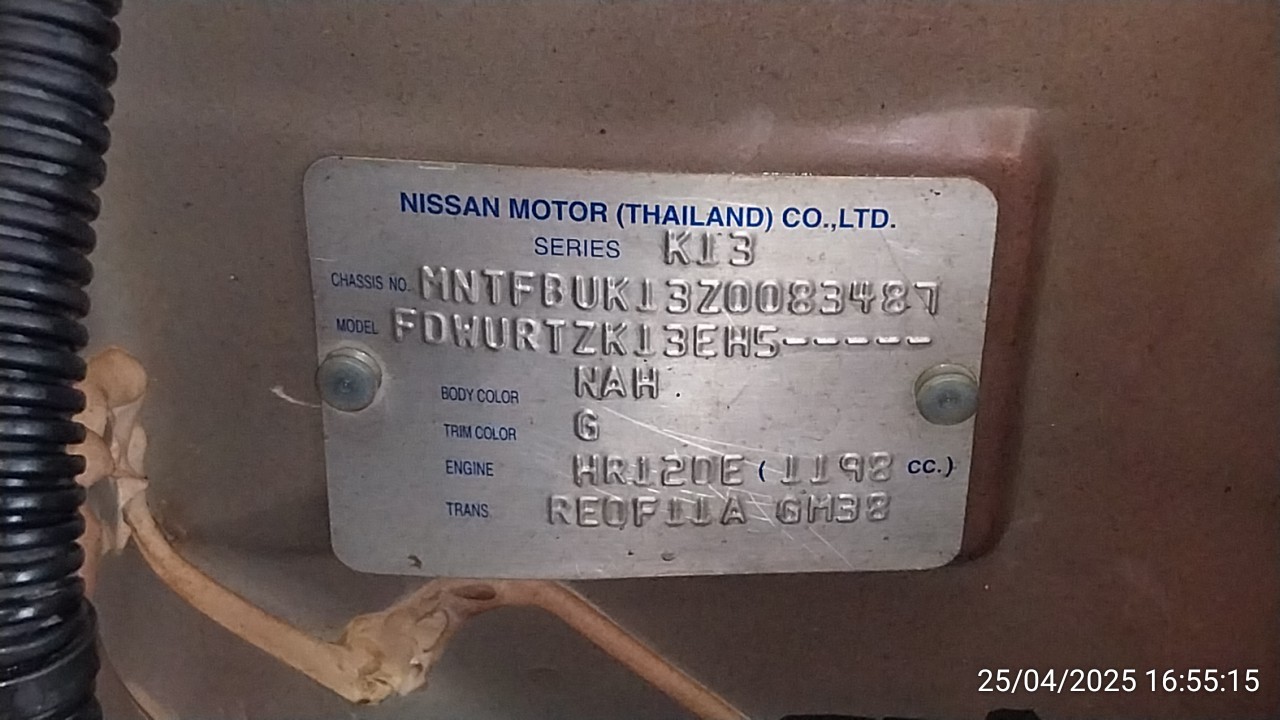 NISSAN MOTOR (THAILAND) CO.,LTD.
SERIES K13
CHASSIS NO. MNTFBUK13Z0083487
MODEL FDWURTZK13EH5-----
BODY COLOR NAH
TRIM COLOR G
ENGINE HR12DE ( 1198 CC.)
TRANS RE0F11A GM38
25/04/2025 16:55:15